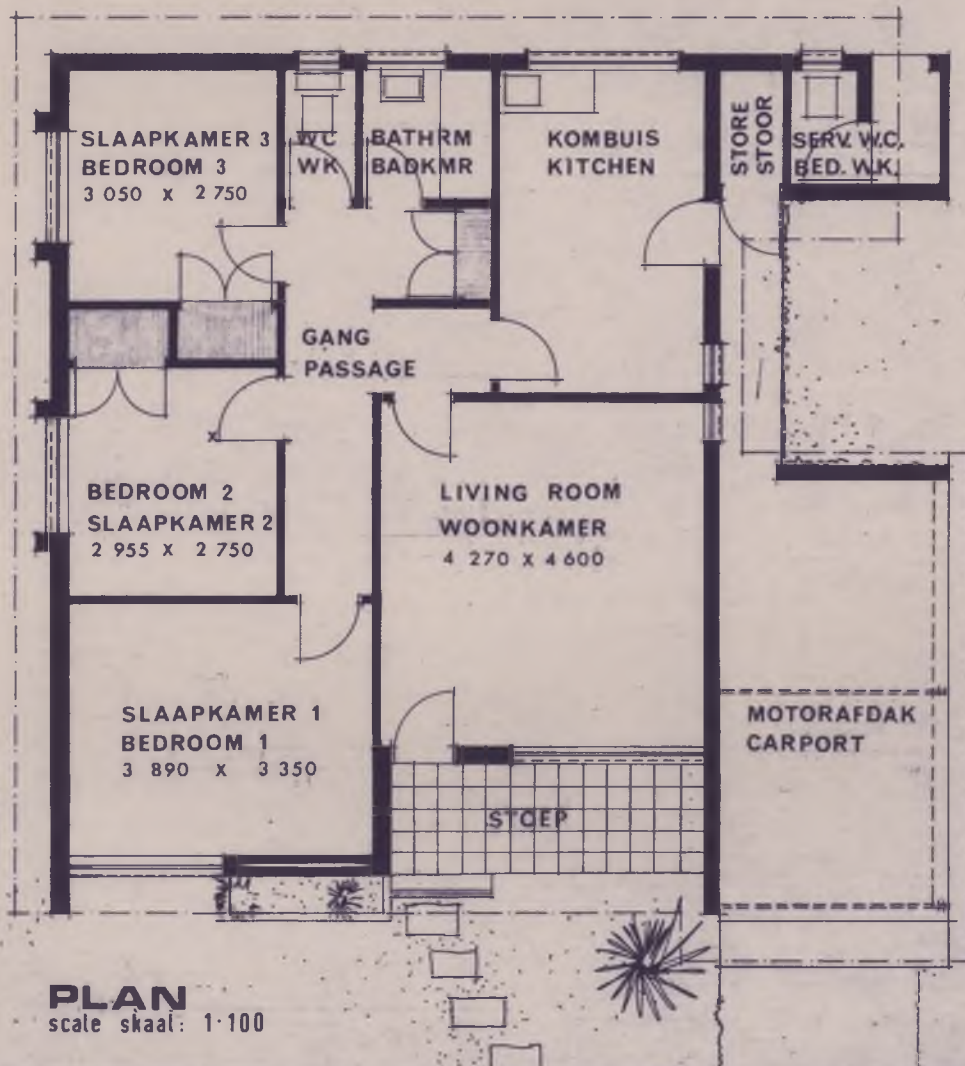 SLAAPKAMER 3
BEDROOM 3
3 050 x 2 750
WC
WK
BATHRM
BADKMR
KOMBUIS
KITCHEN
STORE
STOOR
SERV. W.C.
BED. W.K.
GANG
PASSAGE
BEDROOM 2
SLAAPKAMER 2
2 955 x 2 750
LIVING ROOM
WOONKAMER
4 270 x 4 600
SLAAPKAMER 1
BEDROOM 1
3 890 x 3 350
MOTORAFDAK
CARPORT
STOEP
PLAN
scale skaal: 1·100